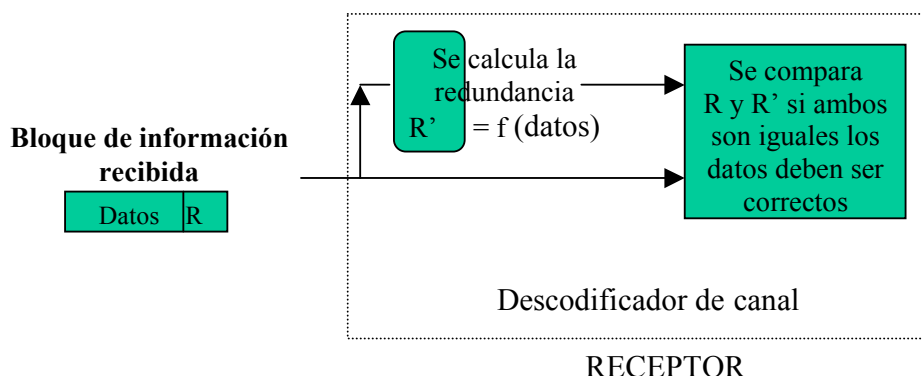 Bloque de información
recibida
Datos R
Se calcula la
redundancia
R’ = f (datos)
Se compara
R y R’ si ambos
son iguales los
datos deben ser
correctos
Descodificador de canal
RECEPTOR